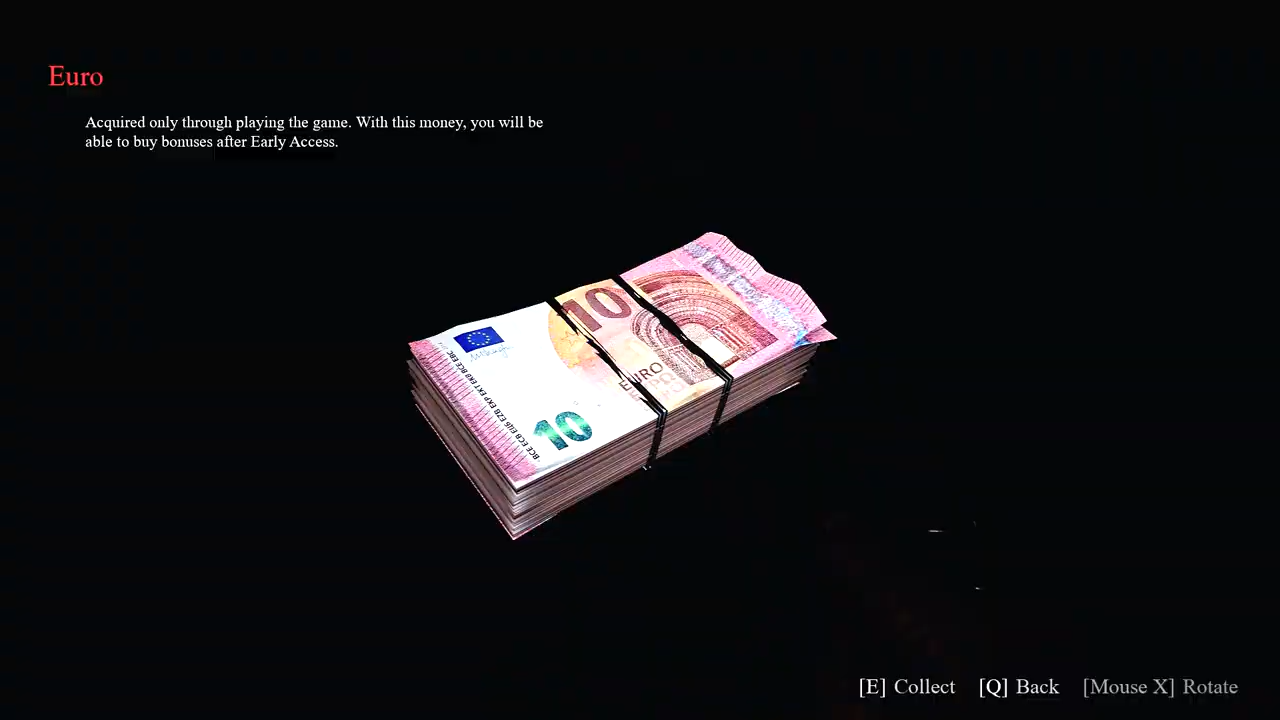 Euro
Acquired only through playing the game. With this money, you will be
able to buy bonuses after Early Access.
10
EURO
10
[E] Collect [Q] Back [Mouse X] Rotate